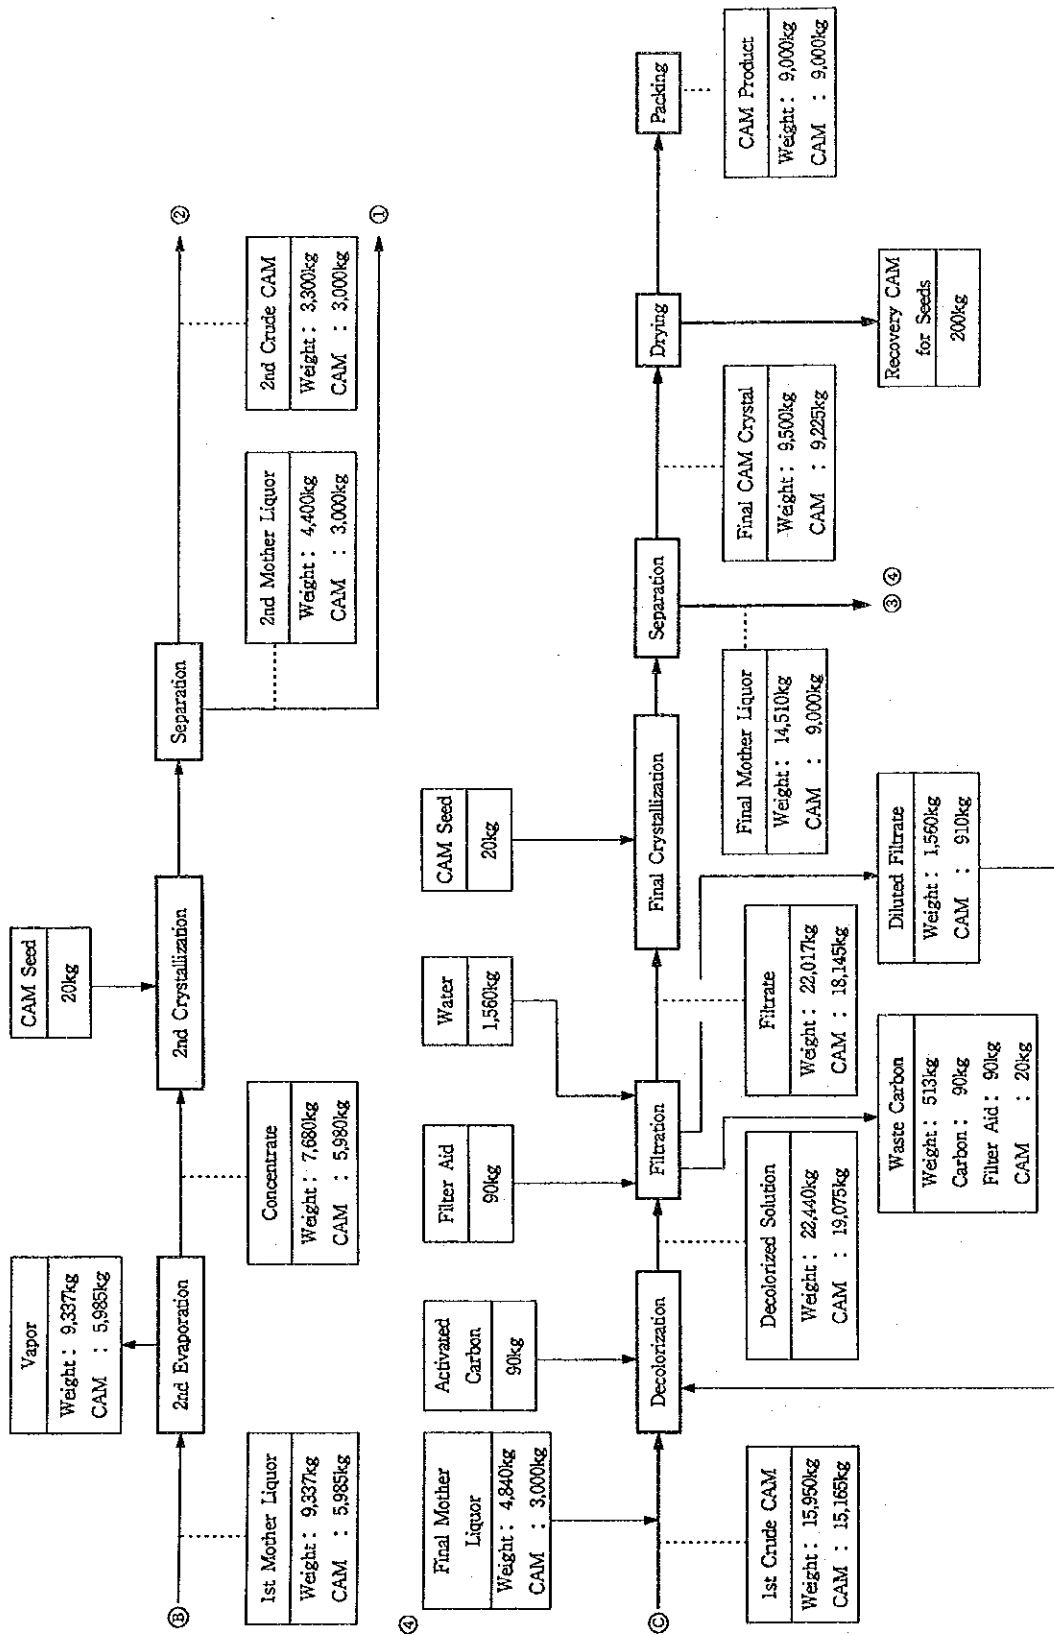 Vapor
Weight : 9,337kg
CAM : 5,985kg
CAM Seed
20kg
Ⓑ
2nd Evaporation
2nd Crystallization
Separation
②
1st Mother Liquor
Weight : 9,337kg
CAM : 5,985kg
Concentrate
Weight : 7,680kg
CAM : 5,980kg
2nd Mother Liquor
Weight : 4,400kg
CAM : 3,000kg
2nd Crude CAM
Weight : 3,300kg
CAM : 3,000kg
①
④
Final Mother
Liquor
Weight : 4,840kg
CAM : 3,000kg
Activated
Carbon
90kg
Filter Aid
90kg
Water
1,560kg
CAM Seed
20kg
Ⓒ
Decolorization
Filtration
Final Crystallization
Separation
Drying
Packing
1st Crude CAM
Weight : 15,950kg
CAM : 15,165kg
Decolorized Solution
Weight : 22,440kg
CAM : 19,075kg
Filtrate
Weight : 22,017kg
CAM : 18,145kg
Final Mother Liquor
Weight : 14,510kg
CAM : 9,000kg
Final CAM Crystal
Weight : 9,500kg
CAM : 9,225kg
CAM Product
Weight : 9,000kg
CAM : 9,000kg
③ ④
Waste Carbon
Weight : 513kg
Carbon : 90kg
Filter Aid : 90kg
CAM : 20kg
Diluted Filtrate
Weight : 1,560kg
CAM : 910kg
Recovery CAM
for Seeds
200kg